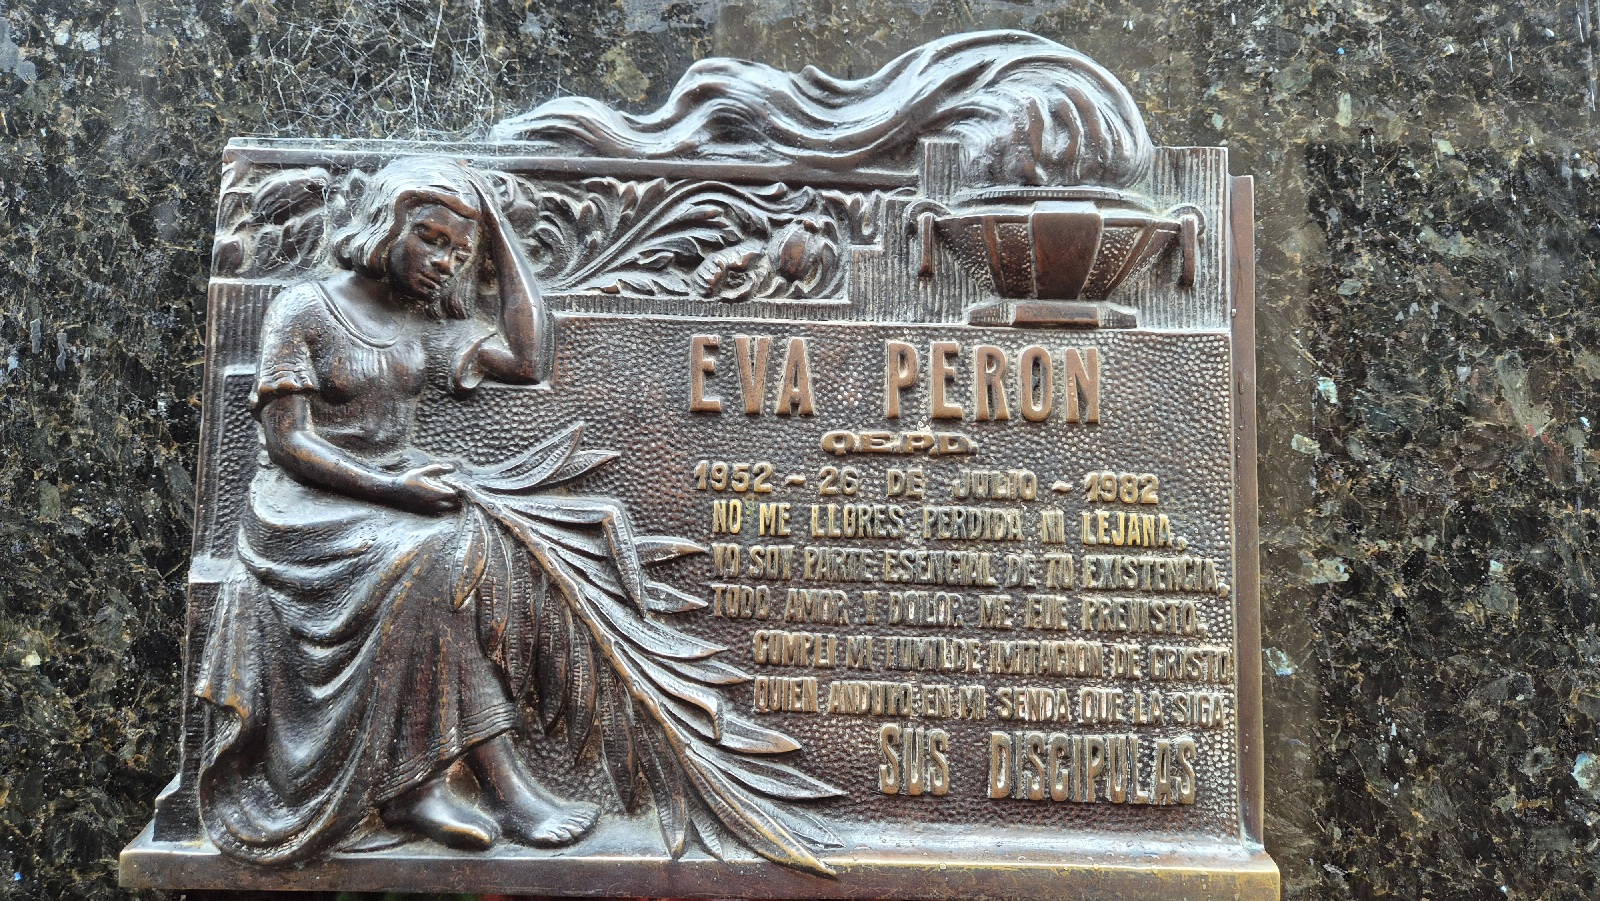 EVA PERON
Q.E.P.D.
1952 ~ 26 DE JULIO ~ 1982
NO ME LLORES PERDIDA NI LEJANA,
YO SOY PARTE ESENCIAL DE TU EXISTENCIA,
TODO AMOR Y DOLOR ME FUE PREVISTO,
CUMPLI MI HUMILDE IMITACION DE CRISTO
QUIEN ANDUVO EN MI SENDA QUE LA SIGA
SUS DISCIPULAS